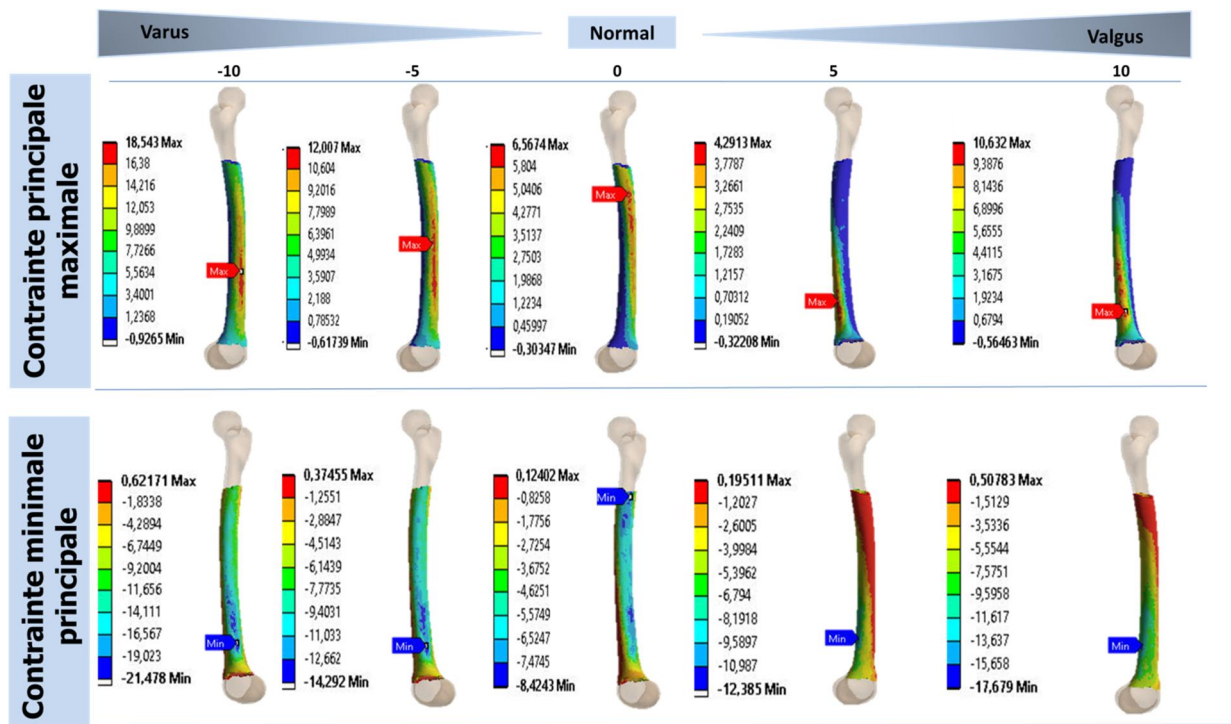 Varus
Normal
Valgus
-10
-5
0
5
10
Contrainte principale
maximale
18,543 Max
16,38
14,216
12,053
9,8899
7,7266
5,5634
3,4001
1,2368
-0,9265 Min
Max
12,007 Max
10,604
9,2016
7,7989
6,3961
4,9934
3,5907
2,188
0,78532
-0,61739 Min
Max
6,5674 Max
5,804
5,0406
4,2771
3,5137
2,7503
1,9868
1,2234
0,45997
-0,30347 Min
Max
4,2913 Max
3,7787
3,2661
2,7535
2,2409
1,7283
1,2157
0,70312
0,19052
-0,32208 Min
Max
10,632 Max
9,3876
8,1436
6,8996
5,6555
4,4115
3,1675
1,9234
0,6794
-0,56463 Min
Max
Contrainte minimale
principale
0,62171 Max
-1,8338
-4,2894
-6,7449
-9,2004
-11,656
-14,111
-16,567
-19,023
-21,478 Min
Min
0,37455 Max
-1,2551
-2,8847
-4,5143
-6,1439
-7,7735
-9,4031
-11,033
-12,662
-14,292 Min
Min
0,12402 Max
-0,8258
-1,7756
-2,7254
-3,6752
-4,6251
-5,5749
-6,5247
-7,4745
-8,4243 Min
Min
0,19511 Max
-1,2027
-2,6005
-3,9984
-5,3962
-6,794
-8,1918
-9,5897
-10,987
-12,385 Min
Min
0,50783 Max
-1,5129
-3,5336
-5,5544
-7,5751
-9,5958
-11,617
-13,637
-15,658
-17,679 Min
Min